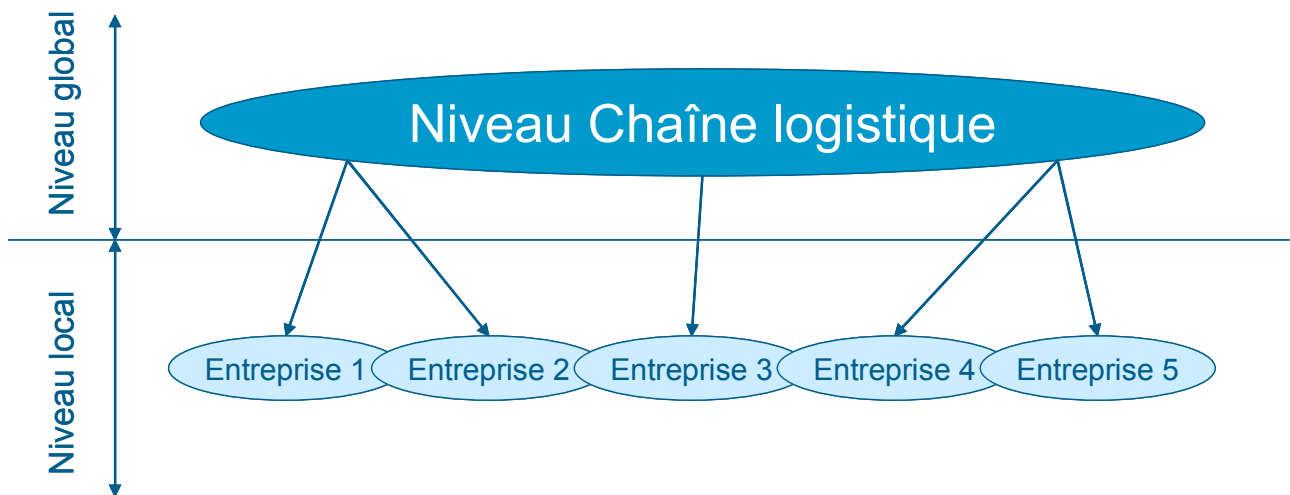 Niveau global
Niveau Chaîne logistique
Niveau local
Entreprise 1
Entreprise 2
Entreprise 3
Entreprise 4
Entreprise 5